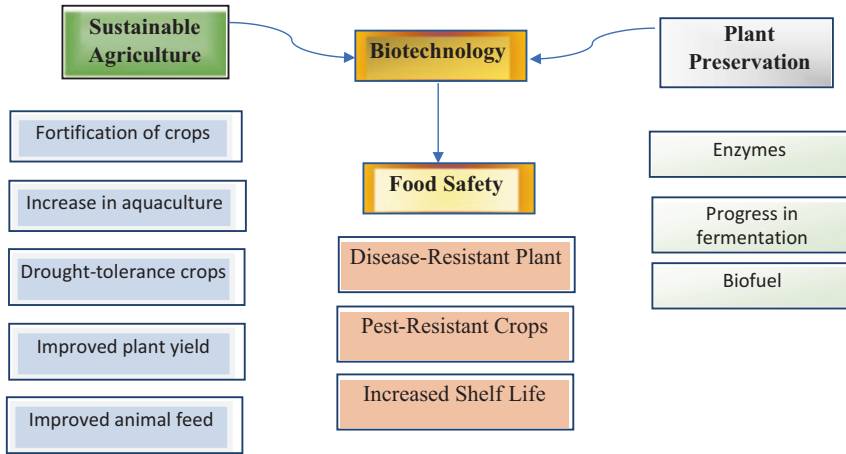 Sustainable
Agriculture
Biotechnology
Plant
Preservation
Fortification of crops
Increase in aquaculture
Drought-tolerance crops
Improved plant yield
Improved animal feed
Food Safety
Disease-Resistant Plant
Pest-Resistant Crops
Increased Shelf Life
Enzymes
Progress in
fermentation
Biofuel